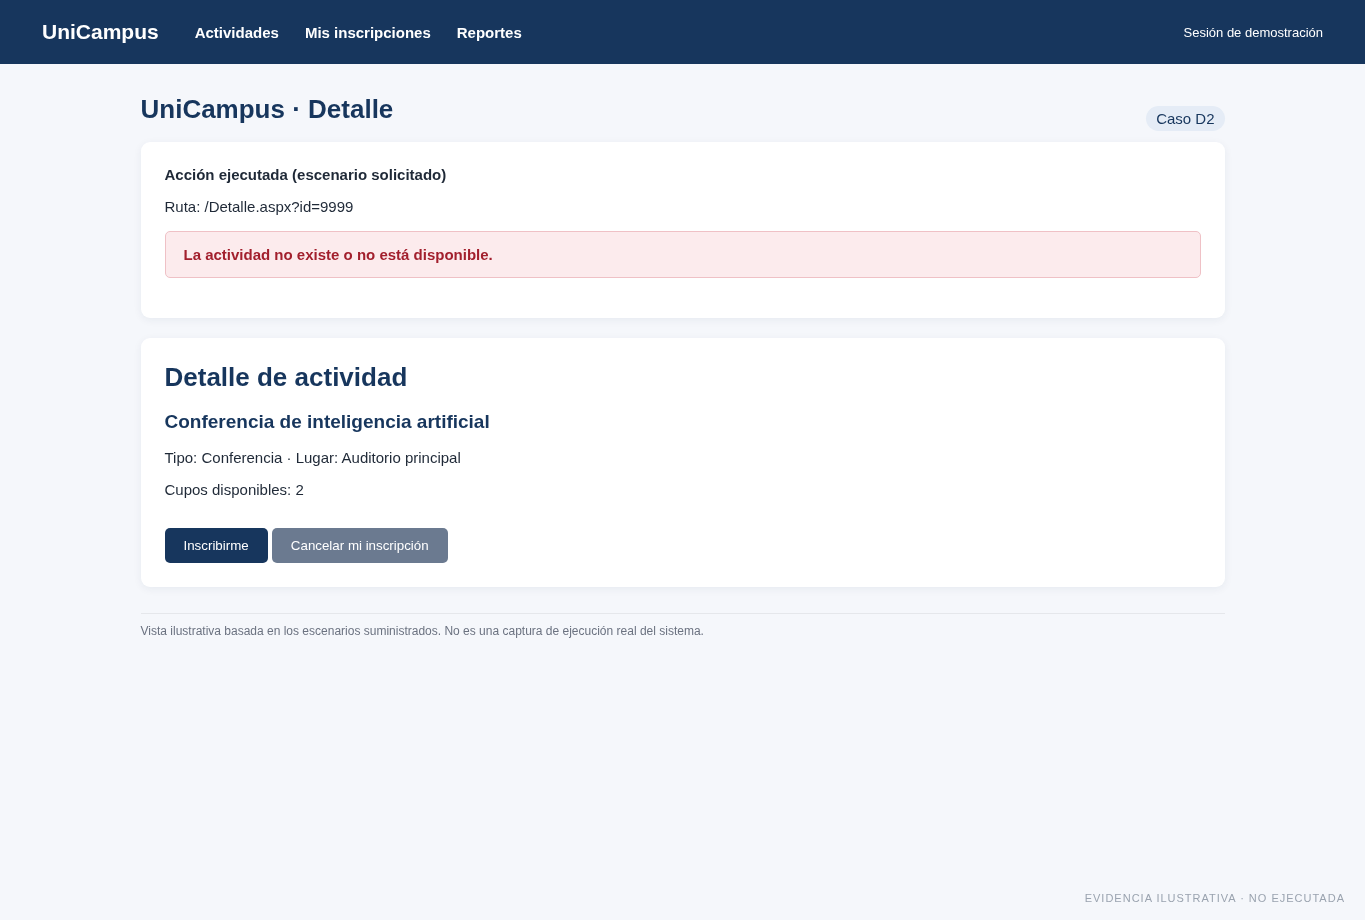 UniCampus Actividades Mis inscripciones Reportes Sesión de demostración
UniCampus · Detalle
Caso D2
Acción ejecutada (escenario solicitado)
Ruta: /Detalle.aspx?id=9999
La actividad no existe o no está disponible.
Detalle de actividad
Conferencia de inteligencia artificial
Tipo: Conferencia · Lugar: Auditorio principal
Cupos disponibles: 2
Inscribirme Cancelar mi inscripción
Vista ilustrativa basada en los escenarios suministrados. No es una captura de ejecución real del sistema.
EVIDENCIA ILUSTRATIVA · NO EJECUTADA